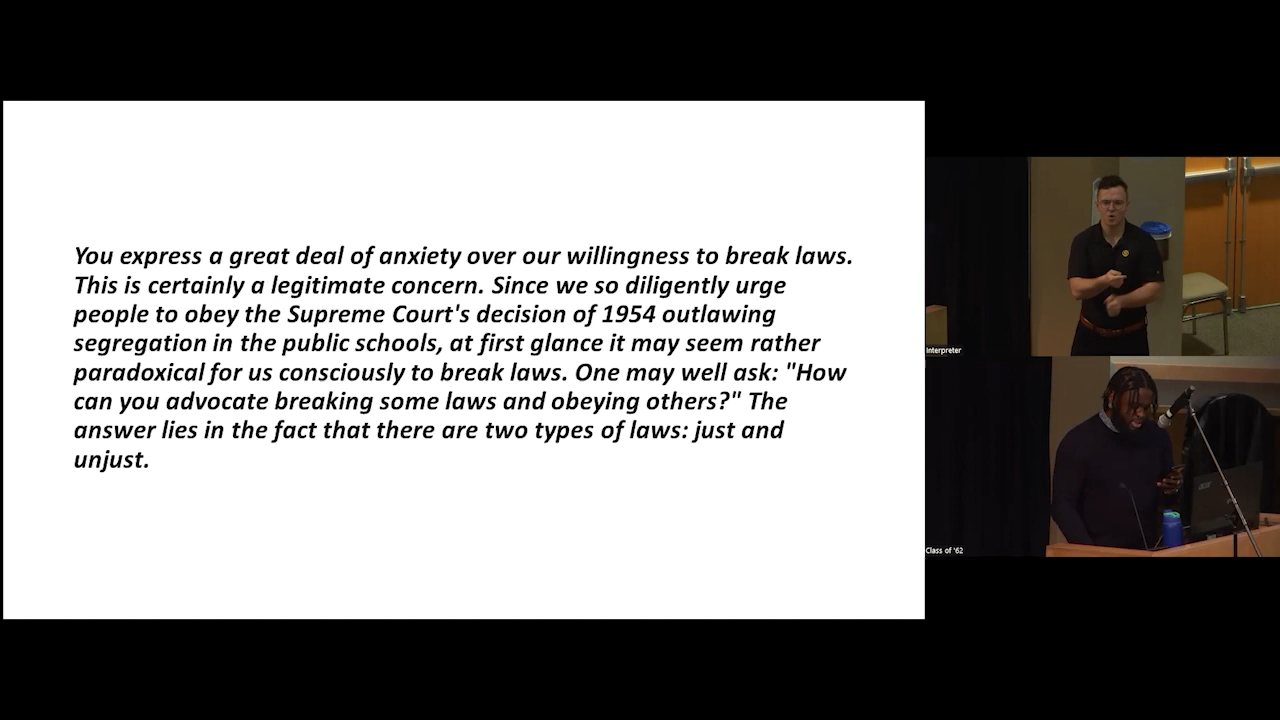 You express a great deal of anxiety over our willingness to break laws.
This is certainly a legitimate concern. Since we so diligently urge
people to obey the Supreme Court's decision of 1954 outlawing
segregation in the public schools, at first glance it may seem rather
paradoxical for us consciously to break laws. One may well ask: "How
can you advocate breaking some laws and obeying others?" The
answer lies in the fact that there are two types of laws: just and
unjust.
Interpreter
acer
Class of '62